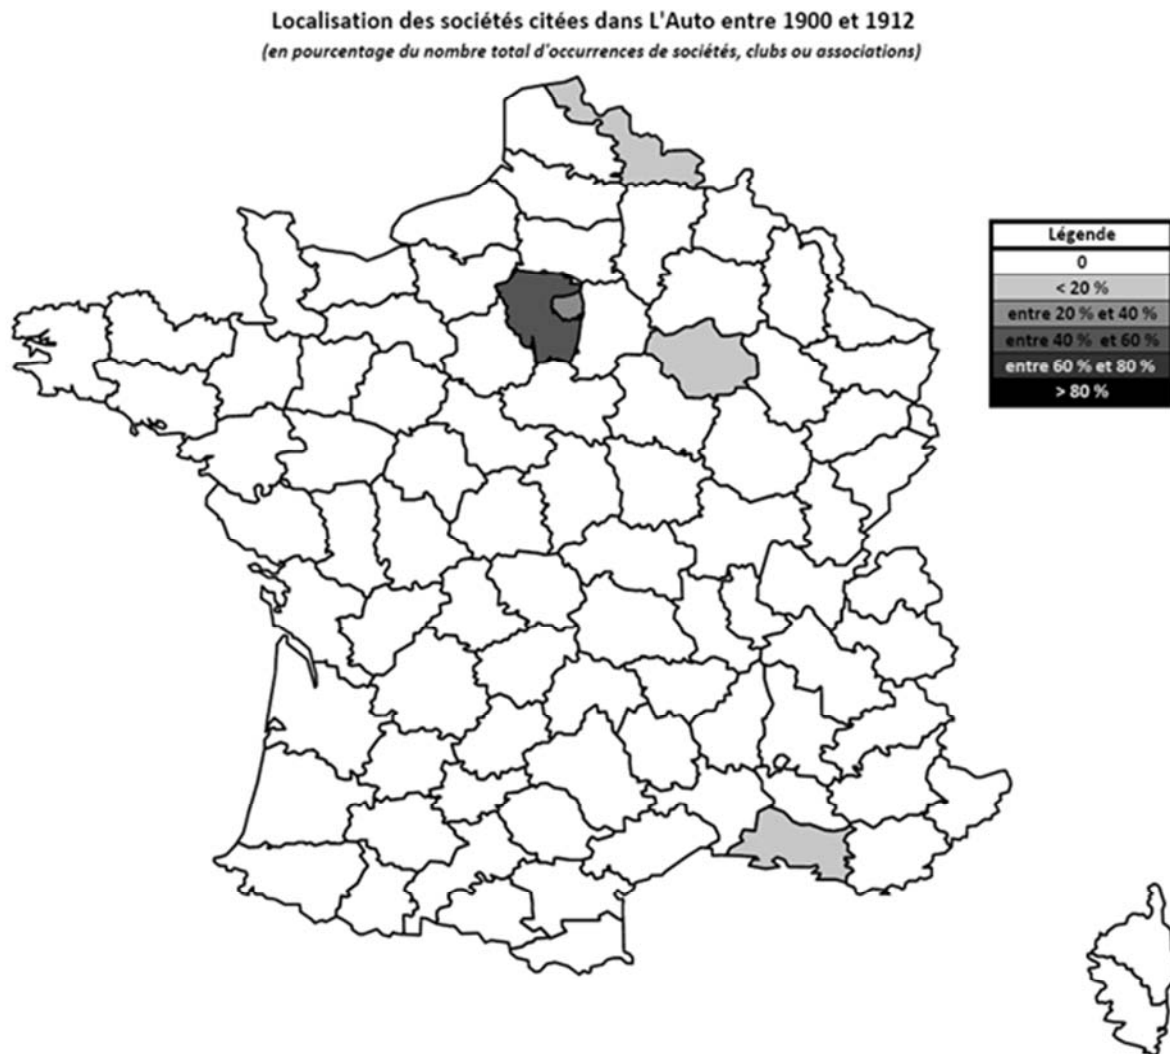 Localisation des sociétés citées dans L'Auto entre 1900 et 1912
(en pourcentage du nombre total d'occurrences de sociétés, clubs ou associations)
Légende
0
< 20 %
entre 20 % et 40 %
entre 40 % et 60 %
entre 60 % et 80 %
> 80 %